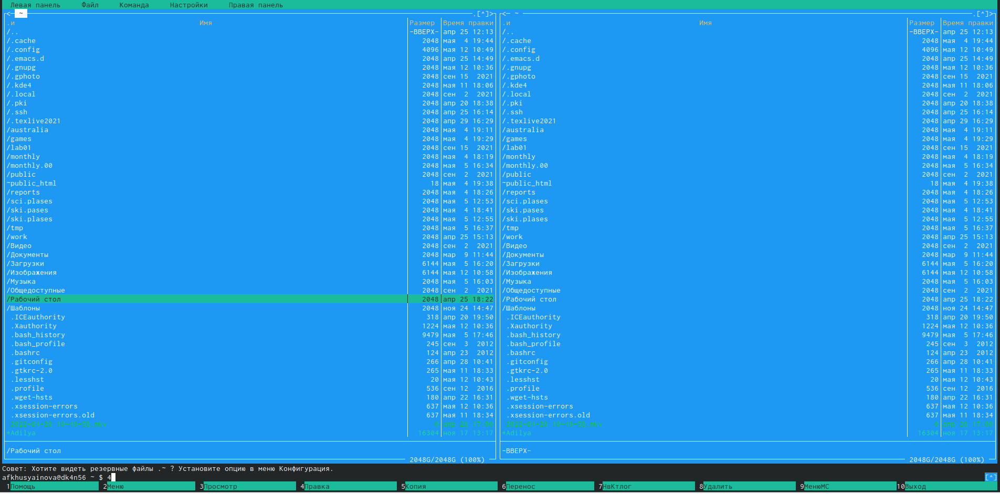 Левая панель Файл Команда Настройки Правая панель
<─ ~ .[^]> <─ ~ .[^]>
.и Имя Размер Время правки .и Имя Размер Время правки
/.. -ВВЕРХ- апр 25 12:13 /.. -ВВЕРХ- апр 25 12:13
/.cache 2048 мая 4 19:44 /.cache 2048 мая 4 19:44
/.config 4096 мая 12 10:49 /.config 4096 мая 12 10:49
/.emacs.d 2048 апр 25 14:49 /.emacs.d 2048 апр 25 14:49
/.gnupg 2048 мая 12 10:36 /.gnupg 2048 мая 12 10:36
/.gphoto 2048 сен 15 2021 /.gphoto 2048 сен 15 2021
/.kde4 2048 мая 11 18:06 /.kde4 2048 мая 11 18:06
/.local 2048 сен 2 2021 /.local 2048 сен 2 2021
/.pki 2048 апр 20 18:38 /.pki 2048 апр 20 18:38
/.ssh 2048 апр 25 16:14 /.ssh 2048 апр 25 16:14
/.texlive2021 2048 апр 29 16:29 /.texlive2021 2048 апр 29 16:29
/australia 2048 мая 4 19:11 /australia 2048 мая 4 19:11
/games 2048 мая 4 19:29 /games 2048 мая 4 19:29
/lab01 2048 сен 15 2021 /lab01 2048 сен 15 2021
/monthly 2048 мая 4 18:19 /monthly 2048 мая 4 18:19
/monthly.00 2048 мая 5 16:34 /monthly.00 2048 мая 5 16:34
/public 2048 сен 2 2021 /public 2048 сен 2 2021
~public_html 18 мая 4 19:38 ~public_html 18 мая 4 19:38
/reports 2048 мая 4 18:26 /reports 2048 мая 4 18:26
/sci.plases 2048 мая 5 12:53 /sci.plases 2048 мая 5 12:53
/ski.pases 2048 мая 4 18:41 /ski.pases 2048 мая 4 18:41
/ski.plases 2048 мая 5 12:55 /ski.plases 2048 мая 5 12:55
/tmp 2048 мая 5 16:37 /tmp 2048 мая 5 16:37
/work 2048 апр 25 15:13 /work 2048 апр 25 15:13
/Видео 2048 сен 2 2021 /Видео 2048 сен 2 2021
/Документы 2048 мар 9 11:44 /Документы 2048 мар 9 11:44
/Загрузки 6144 мая 5 16:20 /Загрузки 6144 мая 5 16:20
/Изображения 6144 мая 12 10:58 /Изображения 6144 мая 12 10:58
/Музыка 2048 мая 5 16:03 /Музыка 2048 мая 5 16:03
/Общедоступные 2048 сен 2 2021 /Общедоступные 2048 сен 2 2021
/Рабочий стол 2048 апр 25 18:22 /Рабочий стол 2048 апр 25 18:22
/Шаблоны 2048 ноя 24 14:47 /Шаблоны 2048 ноя 24 14:47
.ICEauthority 318 апр 20 19:50 .ICEauthority 318 апр 20 19:50
.Xauthority 1224 мая 12 10:36 .Xauthority 1224 мая 12 10:36
.bash_history 9479 мая 5 17:46 .bash_history 9479 мая 5 17:46
.bash_profile 245 сен 3 2012 .bash_profile 245 сен 3 2012
.bashrc 124 апр 23 2012 .bashrc 124 апр 23 2012
.gitconfig 266 апр 28 10:41 .gitconfig 266 апр 28 10:41
.gtkrc-2.0 265 мая 11 18:33 .gtkrc-2.0 265 мая 11 18:33
.lesshst 20 мая 12 10:43 .lesshst 20 мая 12 10:43
.profile 536 сен 12 2016 .profile 536 сен 12 2016
.wget-hsts 180 апр 22 16:31 .wget-hsts 180 апр 22 16:31
.xsession-errors 637 мая 12 10:36 .xsession-errors 637 мая 12 10:36
.xsession-errors.old 637 мая 11 18:34 .xsession-errors.old 637 мая 11 18:34
*Adilya 16304 ноя 17 13:17 *Adilya 16304 ноя 17 13:17
/Рабочий стол -ВВЕРХ-
2048G/2048G (100%) 2048G/2048G (100%)
Совет: Хотите видеть резервные файлы .~ ? Установите опцию в меню Конфигурация.
afkhusyainova@dk4n56 ~ $ 4 [^]
1Помощь 2Меню 3Просмотр 4Правка 5Копия 6Перенос 7НвКтлог 8Удалить 9МенюMC 10Выход